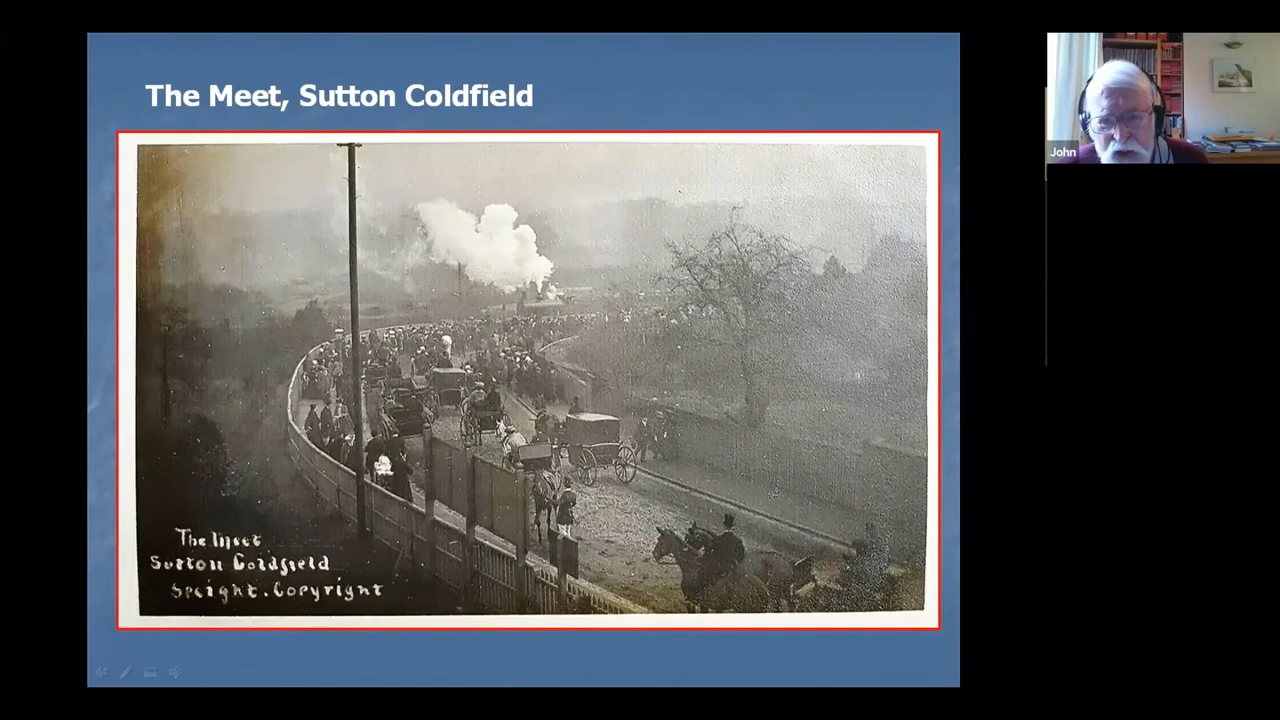 The Meet, Sutton Coldfield
The Meet
Sutton Coldfield
Speight. Copyright
John